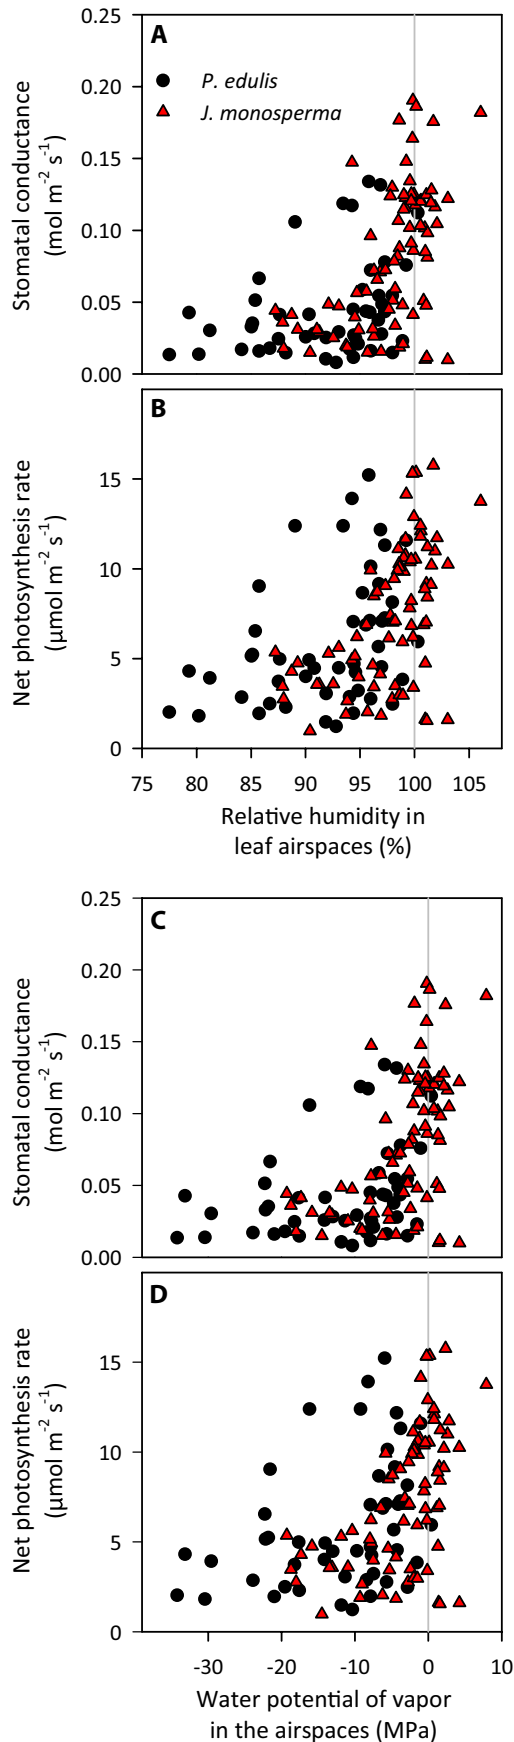 A
P. edulis
J. monosperma
0.25
0.20
0.15
0.10
0.05
0.00
Stomatal conductance
(mol m-2 s-1)
B
15
10
5
0
Net photosynthesis rate
(µmol m-2 s-1)
75 80 85 90 95 100 105
Relative humidity in
leaf airspaces (%)
C
0.25
0.20
0.15
0.10
0.05
0.00
Stomatal conductance
(mol m-2 s-1)
D
15
10
5
0
Net photosynthesis rate
(µmol m-2 s-1)
-30 -20 -10 0 10
Water potential of vapor
in the airspaces (MPa)